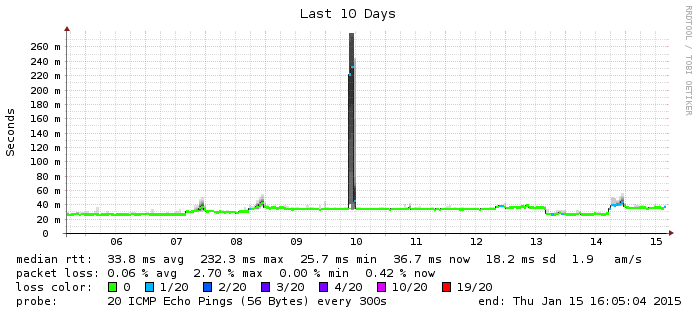 Last 10 Days
RRDTOOL / TOBI OETIKER
Seconds
260 m
240 m
220 m
200 m
180 m
160 m
140 m
120 m
100 m
80 m
60 m
40 m
20 m
0
06 07 08 09 10 11 12 13 14 15
median rtt: 33.8 ms avg 232.3 ms max 25.7 ms min 36.7 ms now 18.2 ms sd 1.9 am/s
packet loss: 0.06 % avg 2.70 % max 0.00 % min 0.42 % now
loss color: 0 1/20 2/20 3/20 4/20 10/20 19/20
probe: 20 ICMP Echo Pings (56 Bytes) every 300s end: Thu Jan 15 16:05:04 2015